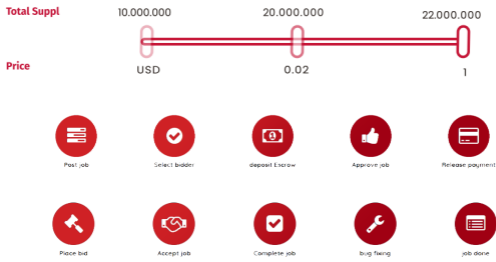 Total Suppl 10.000.000 20.000.000 22.000.000
Price USD 0.02 1
Post job Select bidder deposit Escrow Approve job Release payment
Place bid Accept job Complete job bug fixing job done